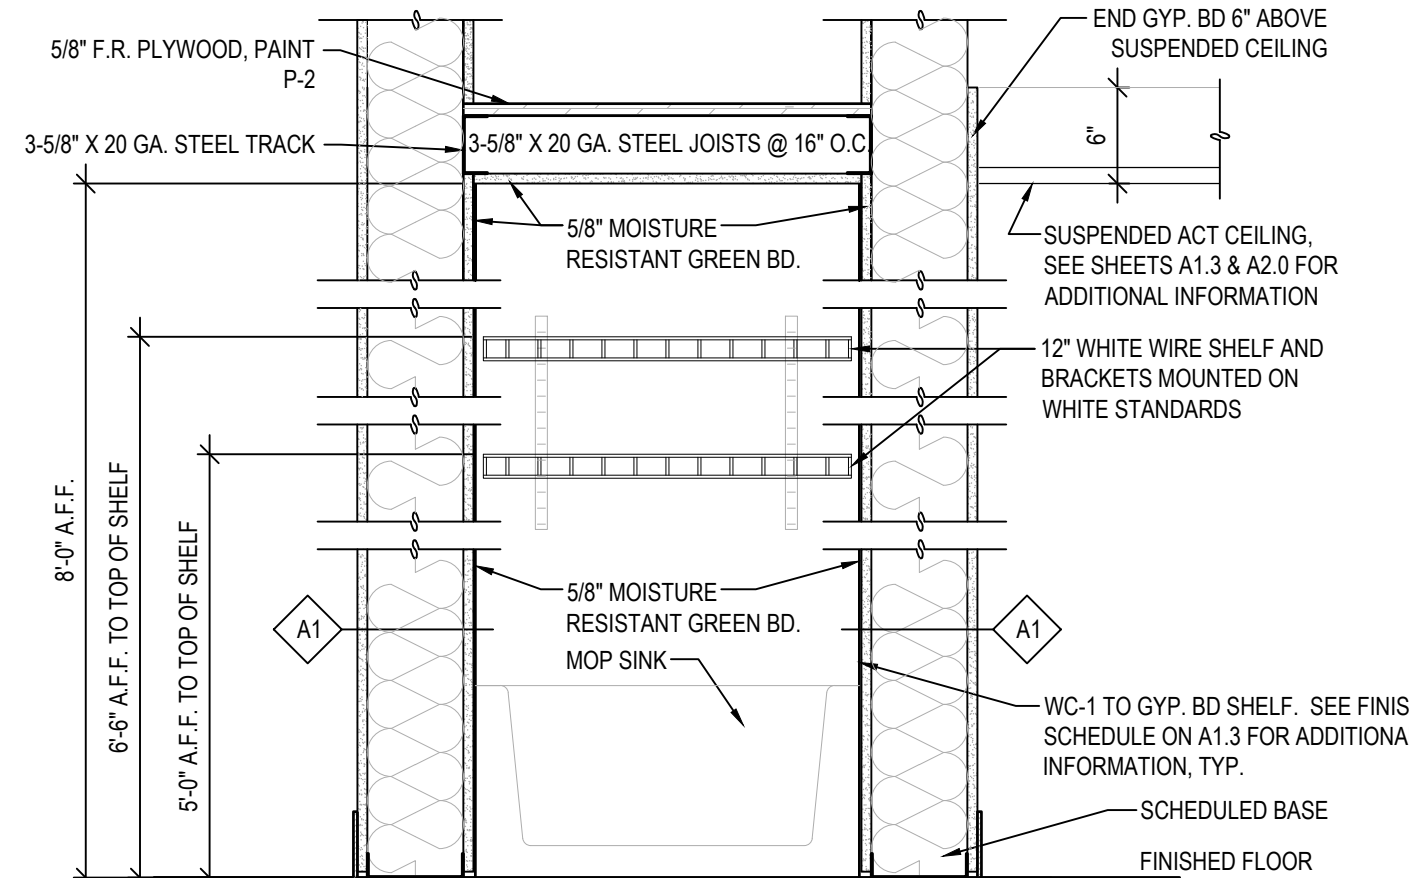 END GYP. BD 6" ABOVE
SUSPENDED CEILING
5/8" F.R. PLYWOOD, PAINT
P-2
3-5/8" X 20 GA. STEEL TRACK
3-5/8" X 20 GA. STEEL JOISTS @ 16" O.C
6"
5/8" MOISTURE
RESISTANT GREEN BD.
SUSPENDED ACT CEILING,
SEE SHEETS A1.3 & A2.0 FOR
ADDITIONAL INFORMATION
12" WHITE WIRE SHELF AND
BRACKETS MOUNTED ON
WHITE STANDARDS
8'-0" A.F.F.
6'-6" A.F.F. TO TOP OF SHELF
5'-0" A.F.F. TO TOP OF SHELF
5/8" MOISTURE
RESISTANT GREEN BD.
A1
A1
MOP SINK
WC-1 TO GYP. BD SHELF. SEE FINIS
SCHEDULE ON A1.3 FOR ADDITIONA
INFORMATION, TYP.
SCHEDULED BASE
FINISHED FLOOR